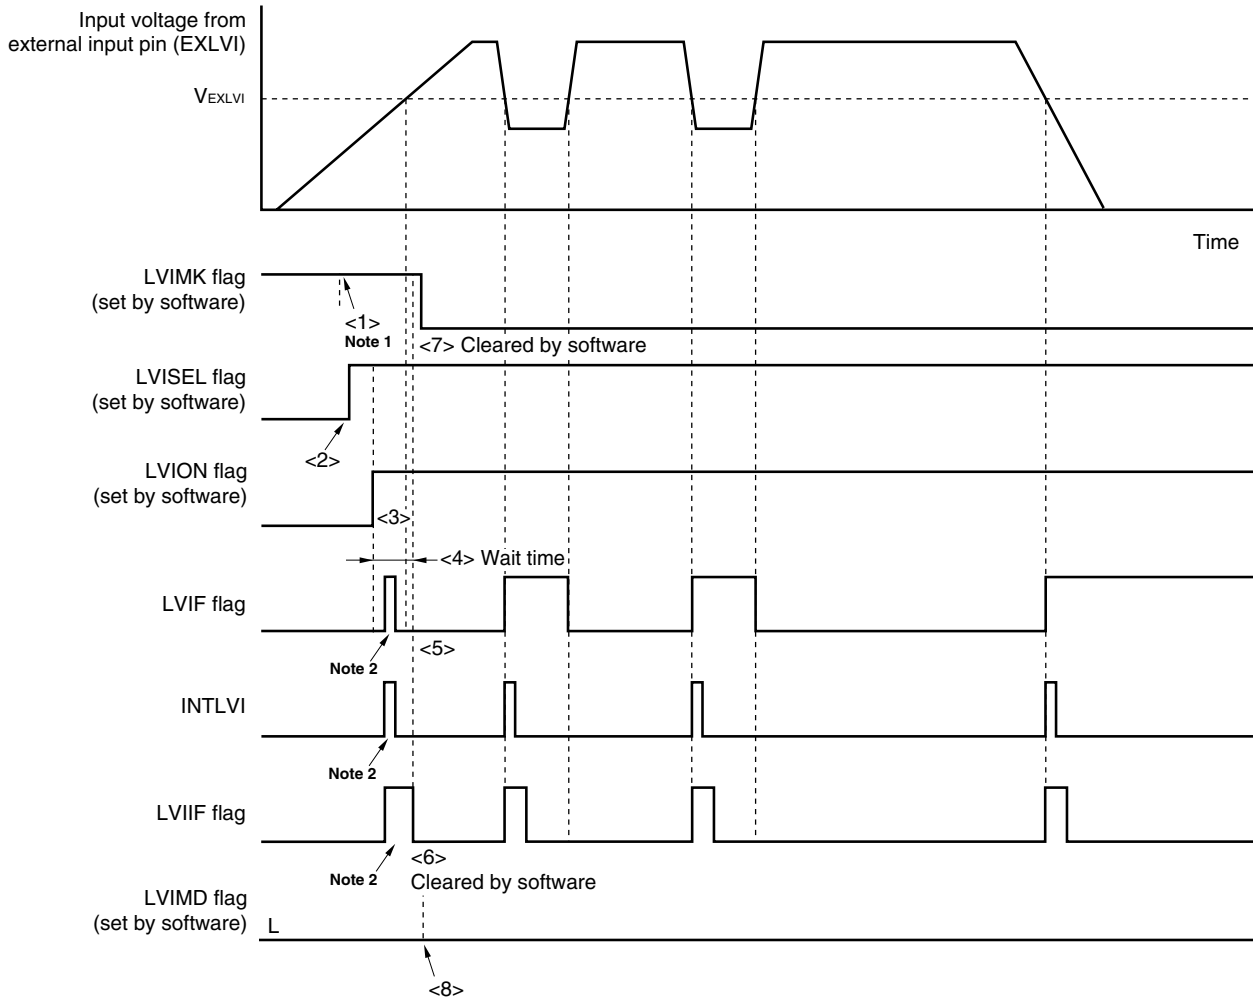 Input voltage from
external input pin (EXLVI)
VEXLVI
Time
LVIMK flag
(set by software)
<1>
Note 1
<7> Cleared by software
LVISEL flag
(set by software)
<2>
LVION flag
(set by software)
<3>
<4> Wait time
LVIF flag
Note 2
<5>
INTLVI
Note 2
LVIIF flag
Note 2
<6>
Cleared by software
LVIMD flag
(set by software)
L
<8>